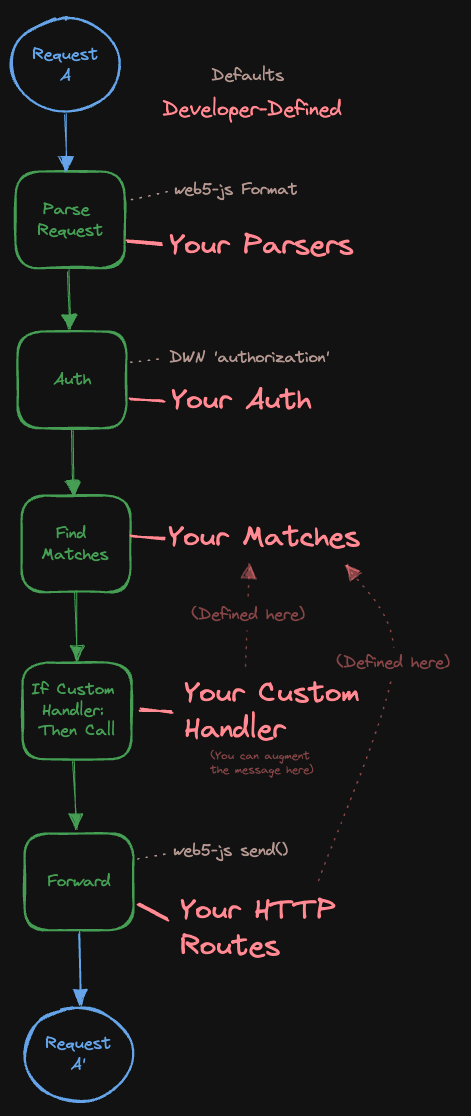 Request
A
Defaults
Developer-Defined
Parse
Request
web5-js Format
Your Parsers
Auth
DWN 'authorization'
Your Auth
Find
Matches
Your Matches
(Defined here)
(Defined here)
If Custom
Handler:
Then Call
Your Custom
Handler
(You can augment
the message here)
Forward
web5-js send()
Your HTTP
Routes
Request
A'